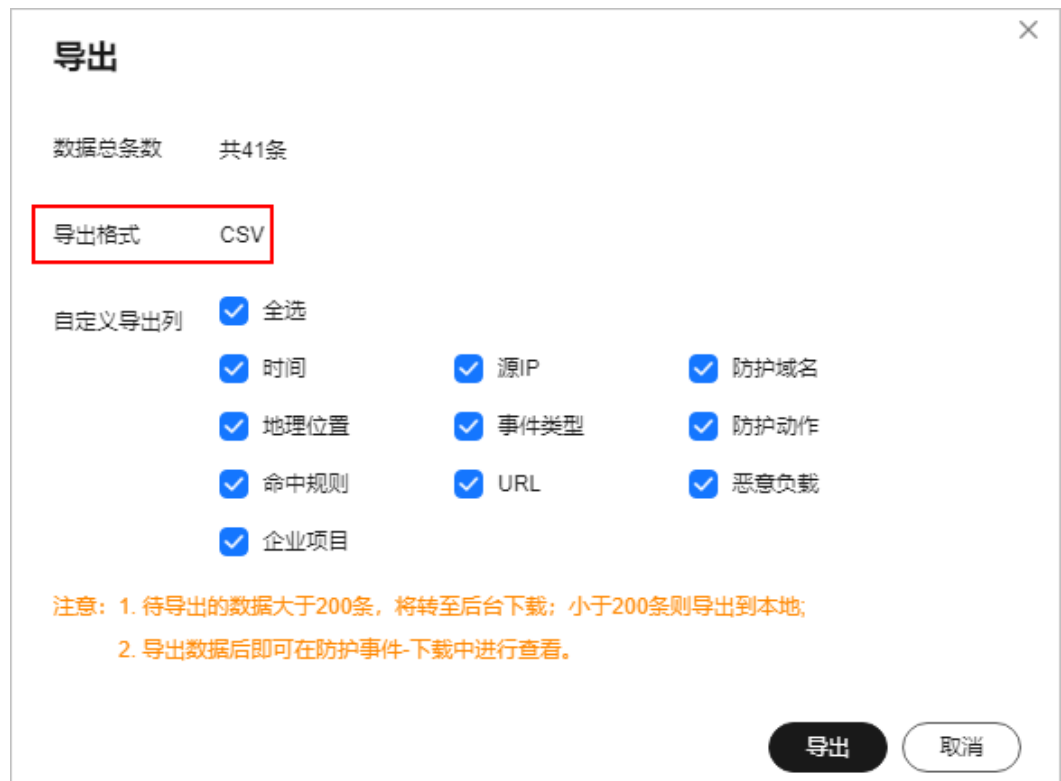 导出
数据总条数 共41条
导出格式 CSV
自定义导出列 全选
时间 源IP 防护域名
地理位置 事件类型 防护动作
命中规则 URL 恶意负载
企业项目
注意：1. 待导出的数据大于200条，将转至后台下载；小于200条则导出到本地;
2. 导出数据后即可在防护事件-下载中进行查看。
导出 取消